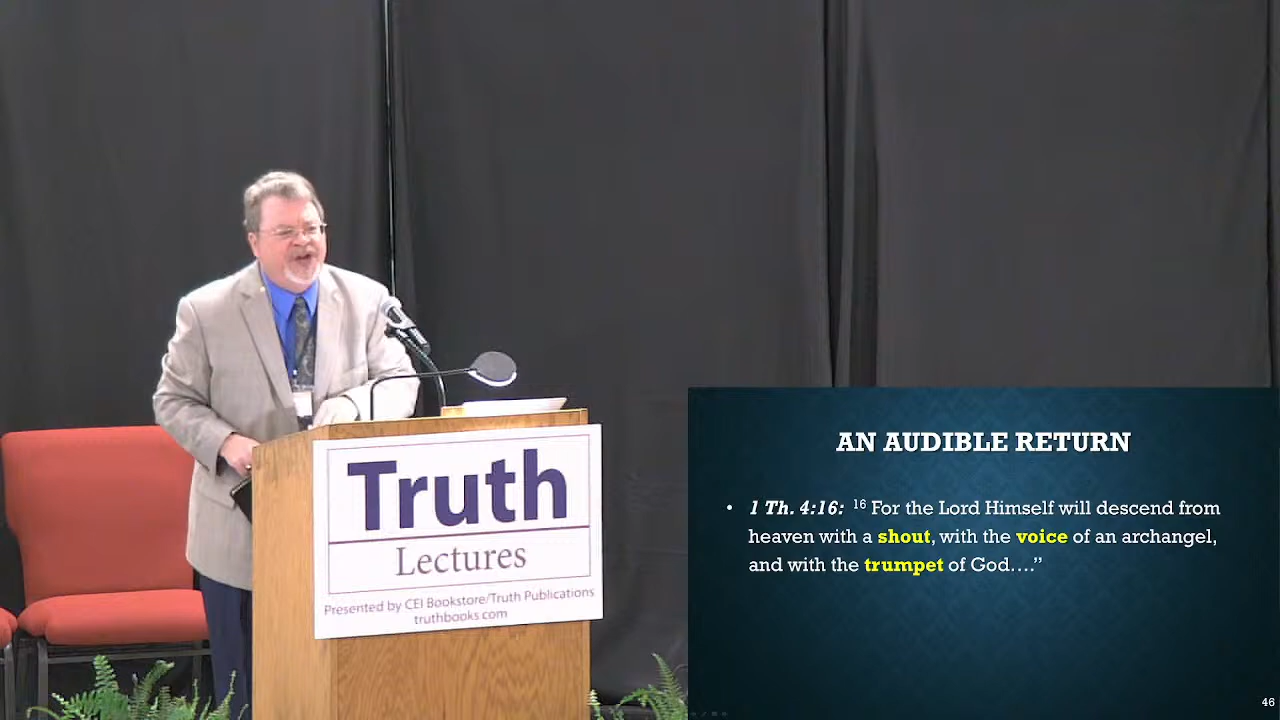 Truth
Lectures
Presented by CEI Bookstore/Truth Publications
truthbooks.com
AN AUDIBLE RETURN
• 1 Th. 4:16: 16 For the Lord Himself will descend from
heaven with a shout, with the voice of an archangel,
and with the trumpet of God....”
46